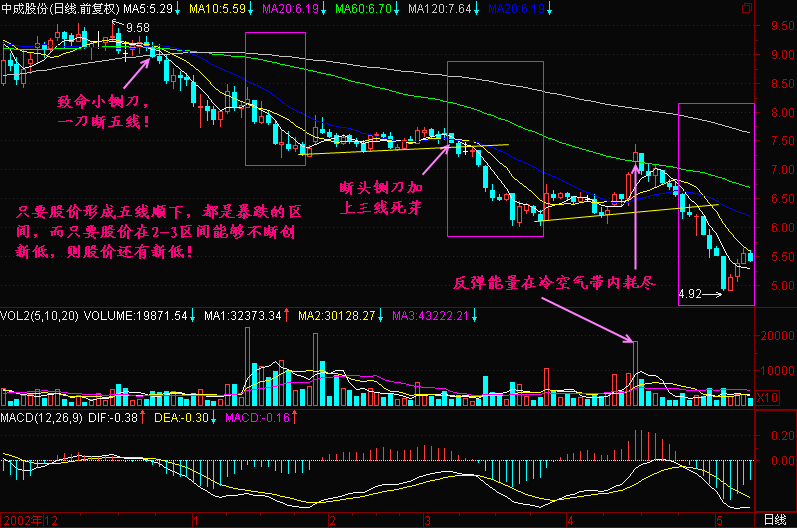 中成股份(日线.前复权) MA5:5.29↓ MA10:5.59↓ MA20:6.19↓ MA60:6.70↓ MA120:7.64↓ MA20:6.19↓
9.50
9.58
9.00
8.50
致命小铡刀，
一刀断五线！
8.00
7.50
7.00
断头铡刀加
上三线死芽
只要股价形成五线顺下，都是暴跌的区
间，而只要股价在2-3区间能够不断创
新低，则股价还有新低！
6.50
6.00
5.50
反弹能量在冷空气带内耗尽
4.92
5.00
VOL2(5,10,20) VOLUME:19871.54↓ MA1:32373.34↑ MA2:30128.27↓ MA3:43222.21↓
20000
10000
X10
MACD(12,26,9) DIF:-0.38↑ DEA:-0.30↓ MACD:-0.16↑
0.20
0.00
2002年12 1 2 3 4 5 日线